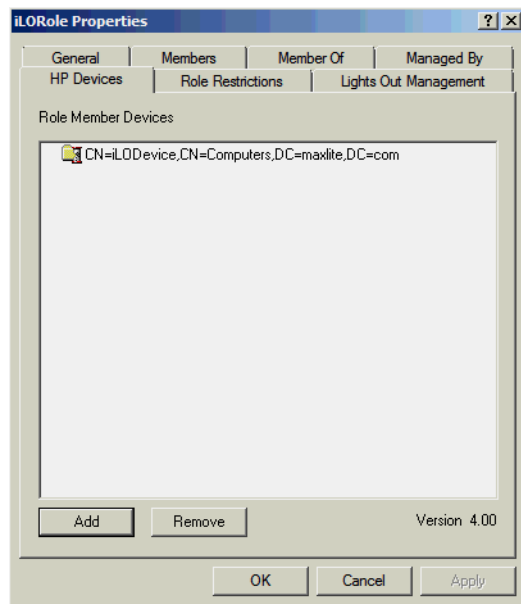 iLORole Properties
General Members Member Of Managed By
HP Devices Role Restrictions Lights Out Management
Role Member Devices
CN=iLODevice,CN=Computers,DC=maxlite,DC=com
Add Remove Version 4.00
OK Cancel Apply